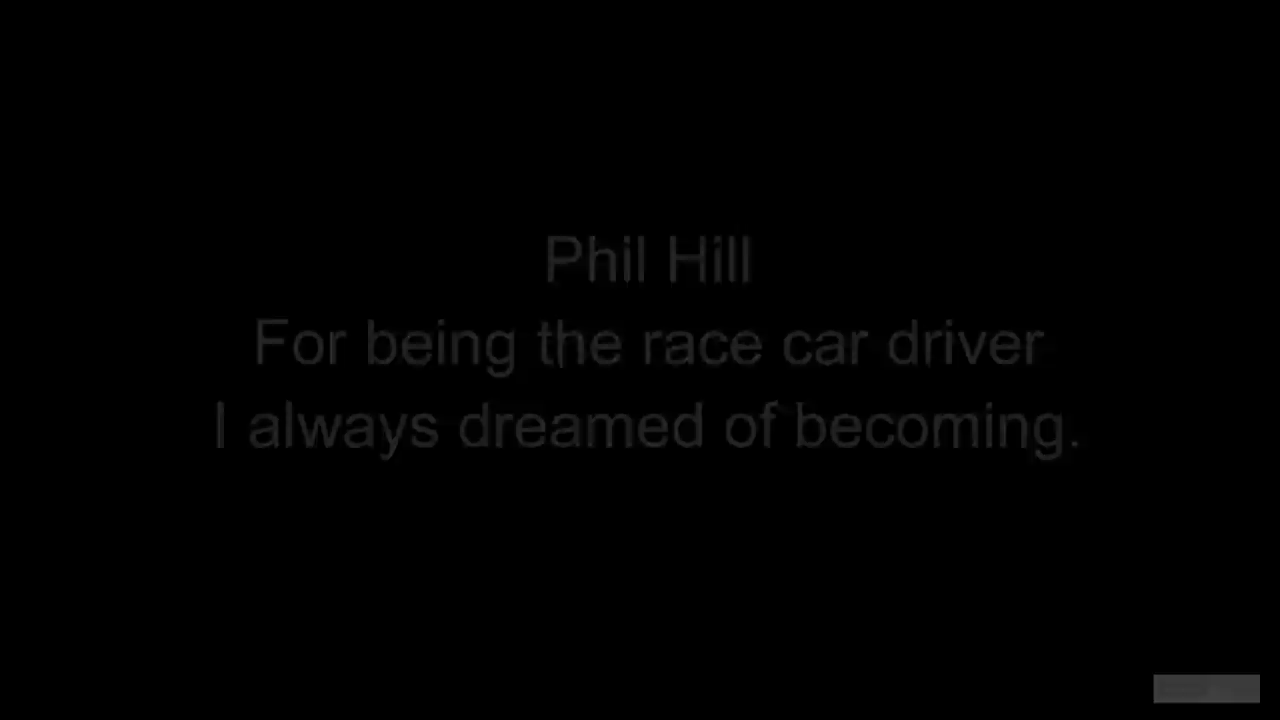 Phil Hill
For being the race car driver
I always dreamed of becoming.